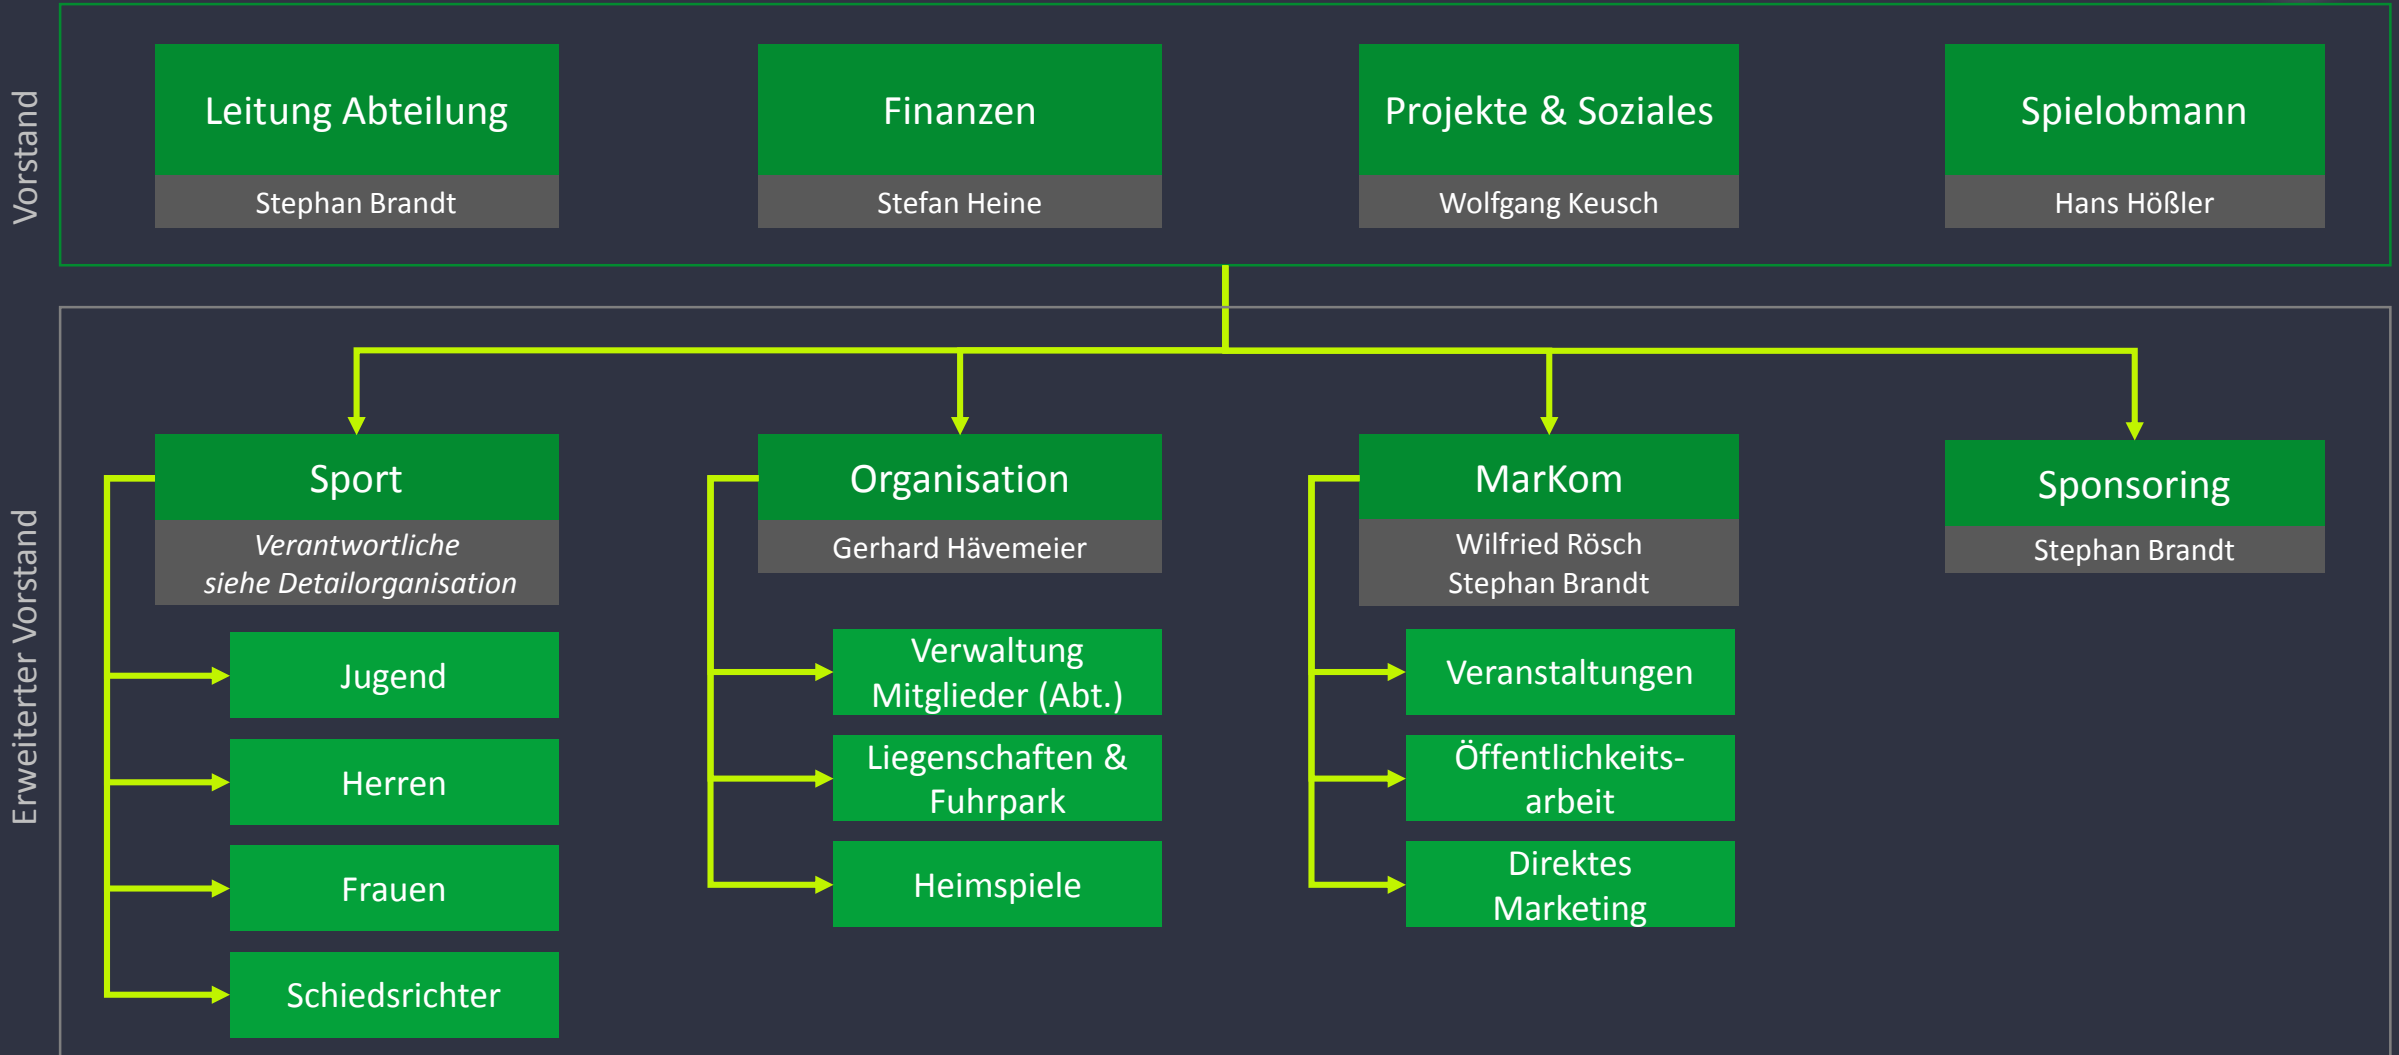 Vorstand
Leitung Abteilung
Stephan Brandt
Finanzen
Stefan Heine
Projekte & Soziales
Wolfgang Keusch
Spielobmann
Hans Hößler
Erweiterter Vorstand
Sport
Verantwortliche
siehe Detailorganisation
Jugend
Herren
Frauen
Schiedsrichter
Organisation
Gerhard Hävemeier
Verwaltung
Mitglieder (Abt.)
Liegenschaften &
Fuhrpark
Heimspiele
MarKom
Wilfried Rösch
Stephan Brandt
Veranstaltungen
Öffentlichkeits-
arbeit
Direktes
Marketing
Sponsoring
Stephan Brandt